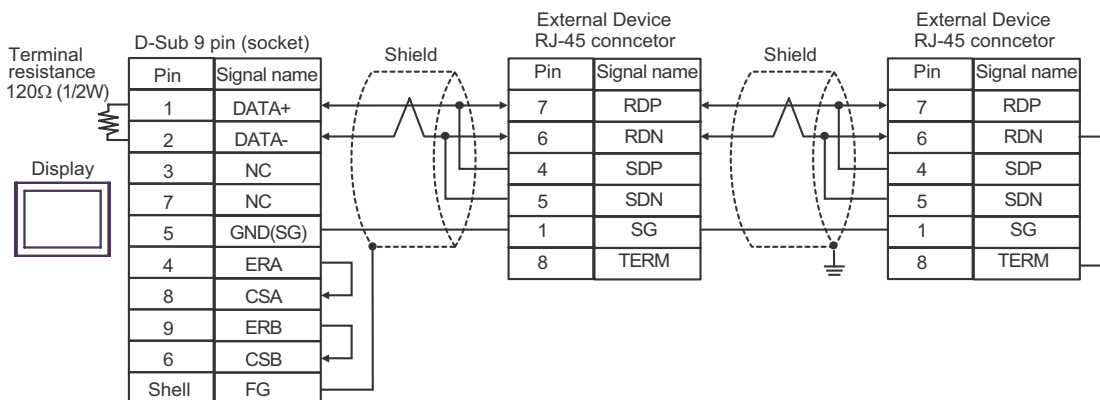 Terminal
resistance
120Ω (1/2W)
Display
D-Sub 9 pin (socket)
Pin Signal name
1 DATA+
2 DATA-
3 NC
7 NC
5 GND(SG)
4 ERA
8 CSA
9 ERB
6 CSB
Shell FG
Shield
External Device
RJ-45 conncetor
Pin Signal name
7 RDP
6 RDN
4 SDP
5 SDN
1 SG
8 TERM
Shield
External Device
RJ-45 conncetor
Pin Signal name
7 RDP
6 RDN
4 SDP
5 SDN
1 SG
8 TERM